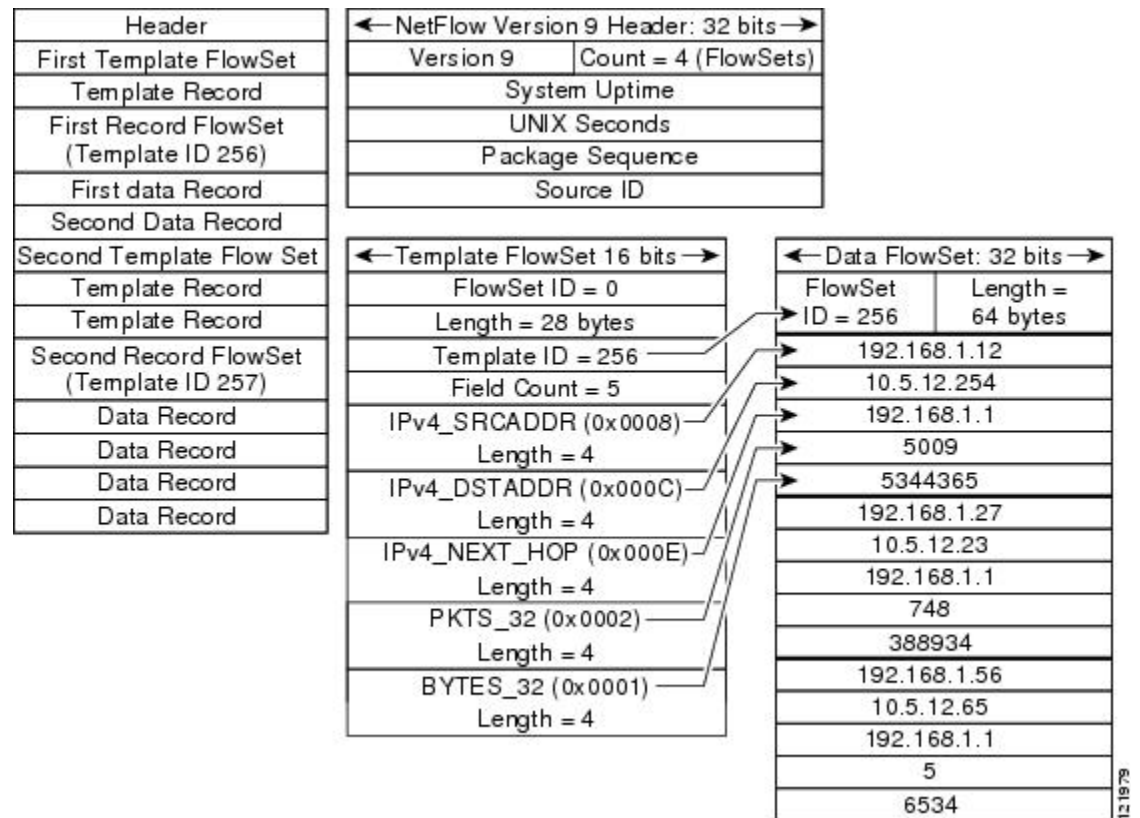 Header
First Template FlowSet
Template Record
First Record FlowSet
(Template ID 256)
First data Record
Second Data Record
Second Template Flow Set
Template Record
Template Record
Second Record FlowSet
(Template ID 257)
Data Record
Data Record
Data Record
Data Record
NetFlow Version 9 Header: 32 bits
Version 9
Count = 4 (FlowSets)
System Uptime
UNIX Seconds
Package Sequence
Source ID
Template FlowSet 16 bits
FlowSet ID = 0
Length = 28 bytes
Template ID = 256
Field Count = 5
IPv4_SRCADDR (0x0008)
Length = 4
IPv4_DSTADDR (0x000C)
Length = 4
IPv4_NEXT_HOP (0x000E)
Length = 4
PKTS_32 (0x0002)
Length = 4
BYTES_32 (0x0001)
Length = 4
Data FlowSet: 32 bits
FlowSet
ID = 256
Length =
64 bytes
192.168.1.12
10.5.12.254
192.168.1.1
5009
5344365
192.168.1.27
10.5.12.23
192.168.1.1
748
388934
192.168.1.56
10.5.12.65
192.168.1.1
5
6534
121979